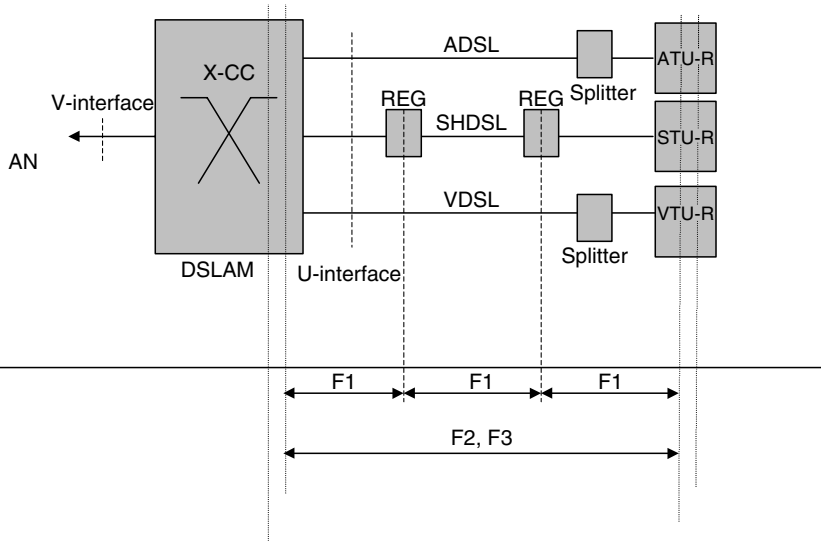 ADSL
X-CC
ATU-R
Splitter
V-interface
REG
REG
SHDSL
STU-R
AN
VDSL
VTU-R
Splitter
DSLAM
U-interface
F1
F1
F1
F2, F3